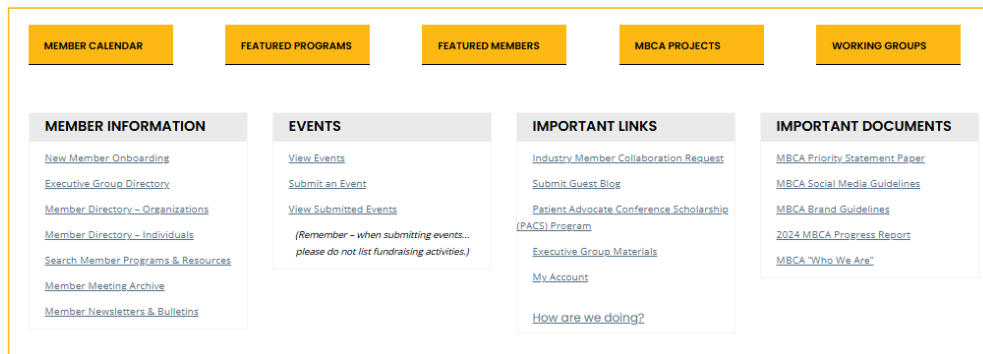 MEMBER CALENDAR
FEATURED PROGRAMS
FEATURED MEMBERS
MBCA PROJECTS
WORKING GROUPS
MEMBER INFORMATION
New Member Onboarding
Executive Group Directory
Member Directory – Organizations
Member Directory – Individuals
Search Member Programs & Resources
Member Meeting Archive
Member Newsletters & Bulletins
EVENTS
View Events
Submit an Event
View Submitted Events
(Remember – when submitting events...
please do not list fundraising activities.)
IMPORTANT LINKS
Industry Member Collaboration Request
Submit Guest Blog
Patient Advocate Conference Scholarship
(PACS) Program
Executive Group Materials
My Account
How are we doing?
IMPORTANT DOCUMENTS
MBCA Priority Statement Paper
MBCA Social Media Guidelines
MBCA Brand Guidelines
2024 MBCA Progress Report
MBCA "Who We Are"